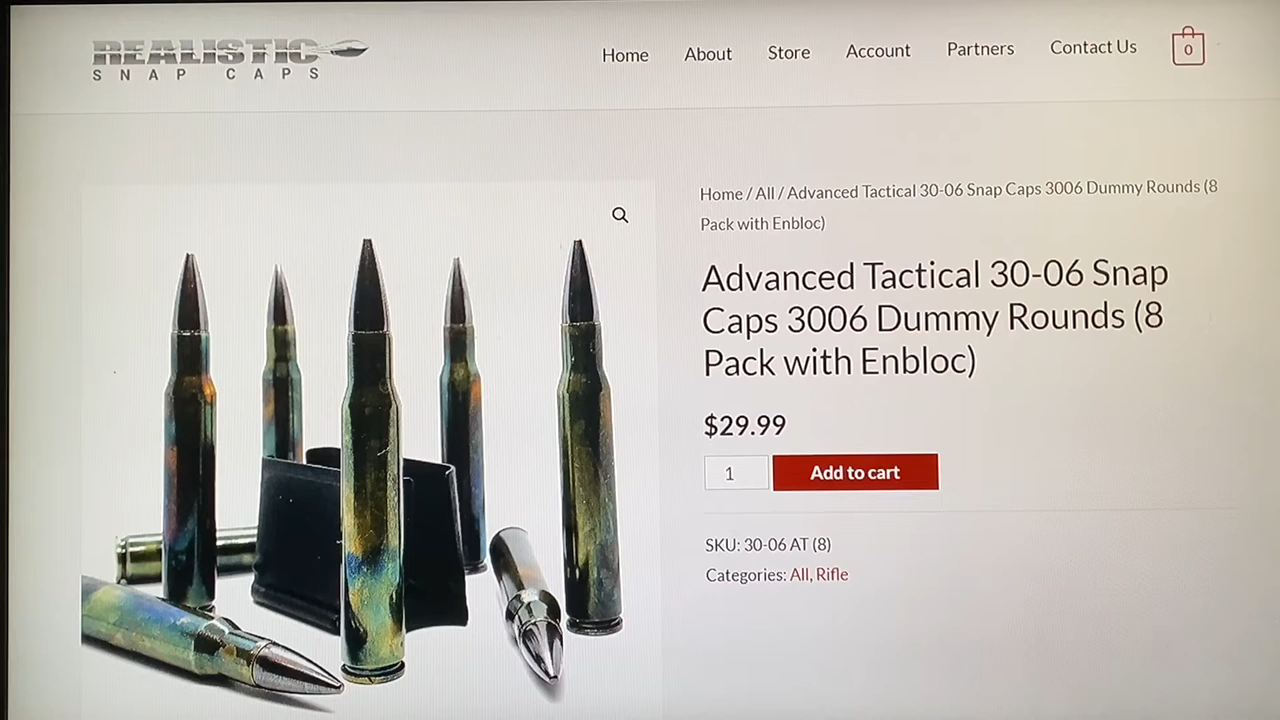 REALISTIC
SNAP CAPS
Home About Store Account Partners Contact Us 0
Home / All / Advanced Tactical 30-06 Snap Caps 3006 Dummy Rounds (8
Pack with Enbloc)
Advanced Tactical 30-06 Snap
Caps 3006 Dummy Rounds (8
Pack with Enbloc)
$29.99
1 Add to cart
SKU: 30-06 AT (8)
Categories: All, Rifle